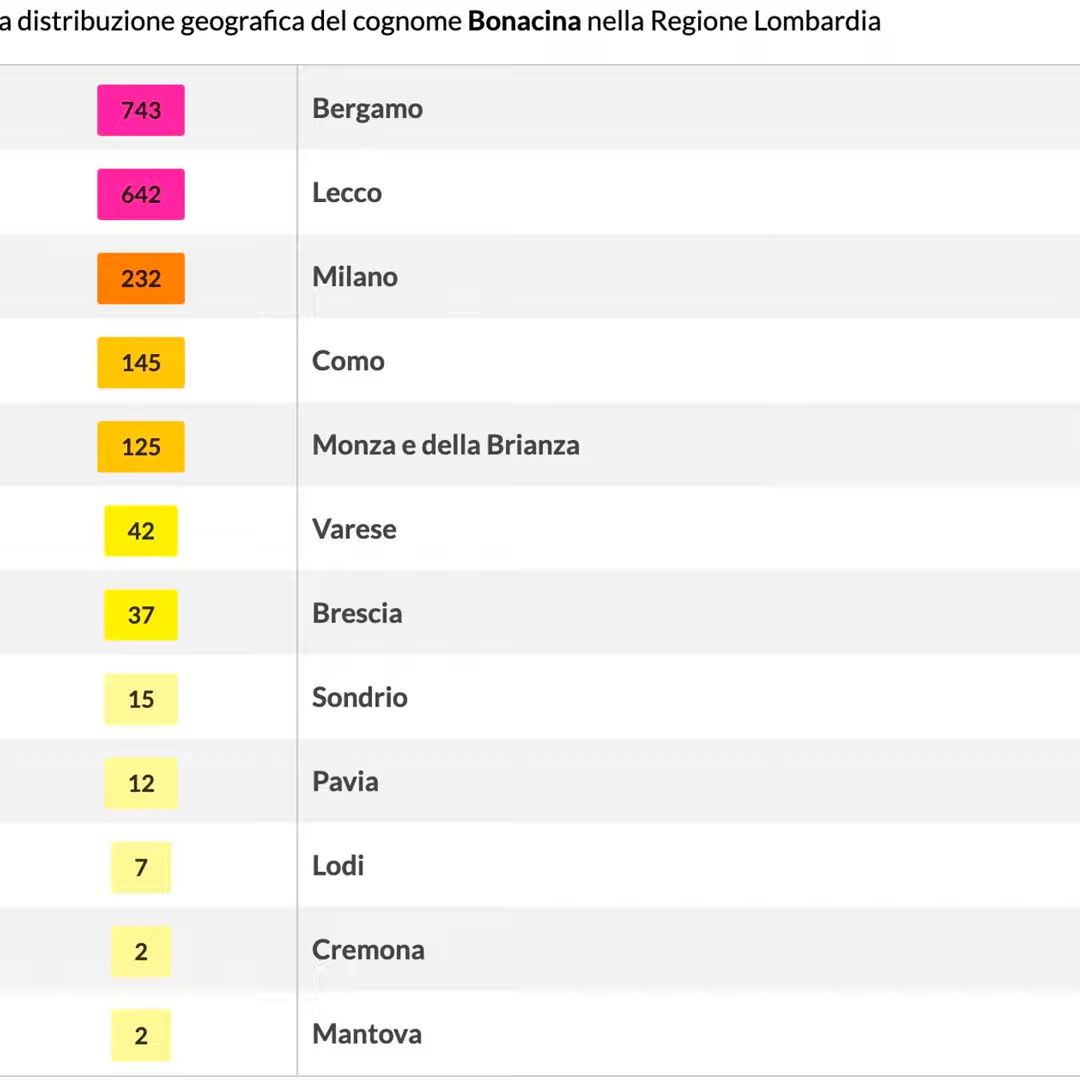 a distribuzione geografica del cognome Bonacina nella Regione Lombardia
743 Bergamo
642 Lecco
232 Milano
145 Como
125 Monza e della Brianza
42 Varese
37 Brescia
15 Sondrio
12 Pavia
7 Lodi
2 Cremona
2 Mantova